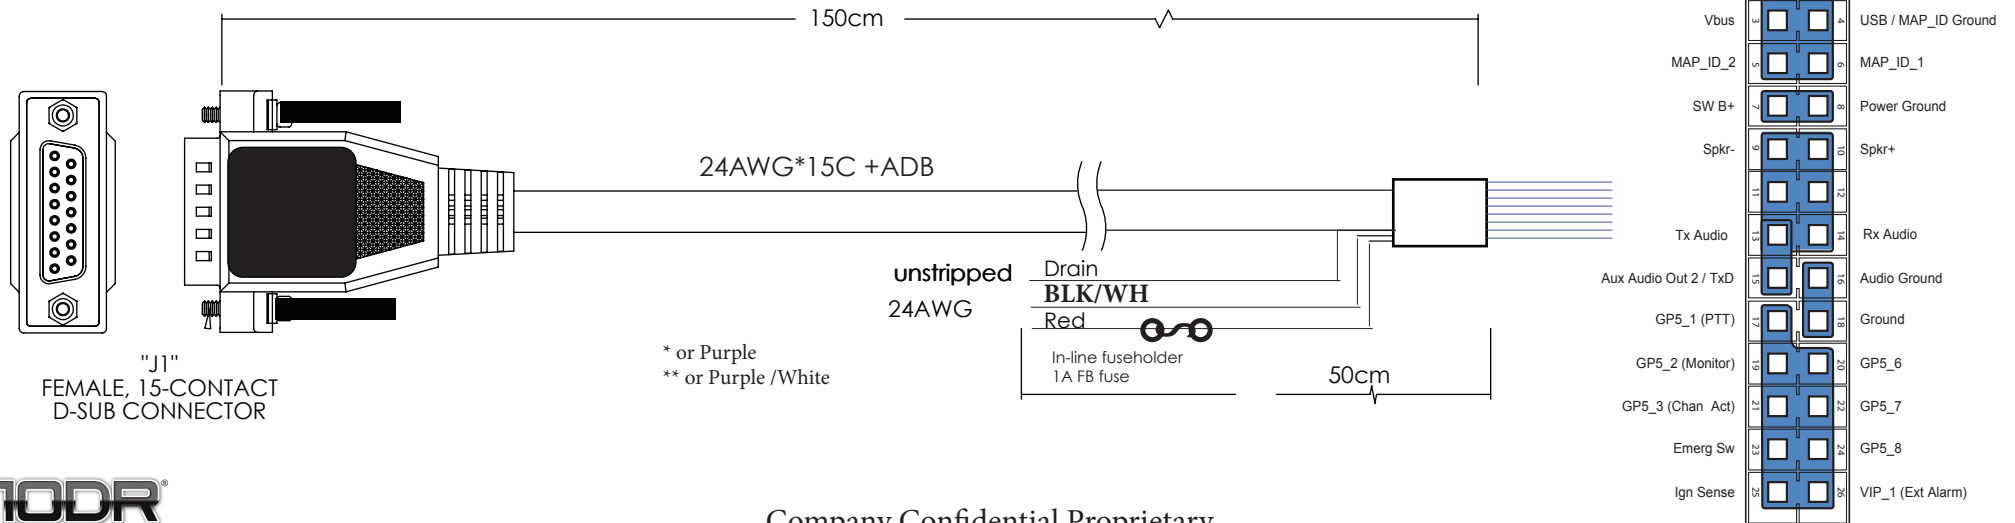 150cm
24AWG*15C +ADB
unstripped
24AWG
Drain
BLK/WH
Red
In-line fuseholder
1A FB fuse
50cm
* or Purple
** or Purple /White
"J1"
FEMALE, 15-CONTACT
D-SUB CONNECTOR
Vbus 3 4 USB / MAP_ID Ground
MAP_ID_2 5 6 MAP_ID_1
SW B+ 7 8 Power Ground
Spkr- 9 10 Spkr+
11 12
Tx Audio 13 14 Rx Audio
Aux Audio Out 2 / TxD 15 16 Audio Ground
GP5_1 (PTT) 17 18 Ground
GP5_2 (Monitor) 19 20 GP5_6
GP5_3 (Chan Act) 21 22 GP5_7
Emerg Sw 23 24 GP5_8
Ign Sense 25 26 VIP_1 (Ext Alarm)
Company Confidential Proprietary